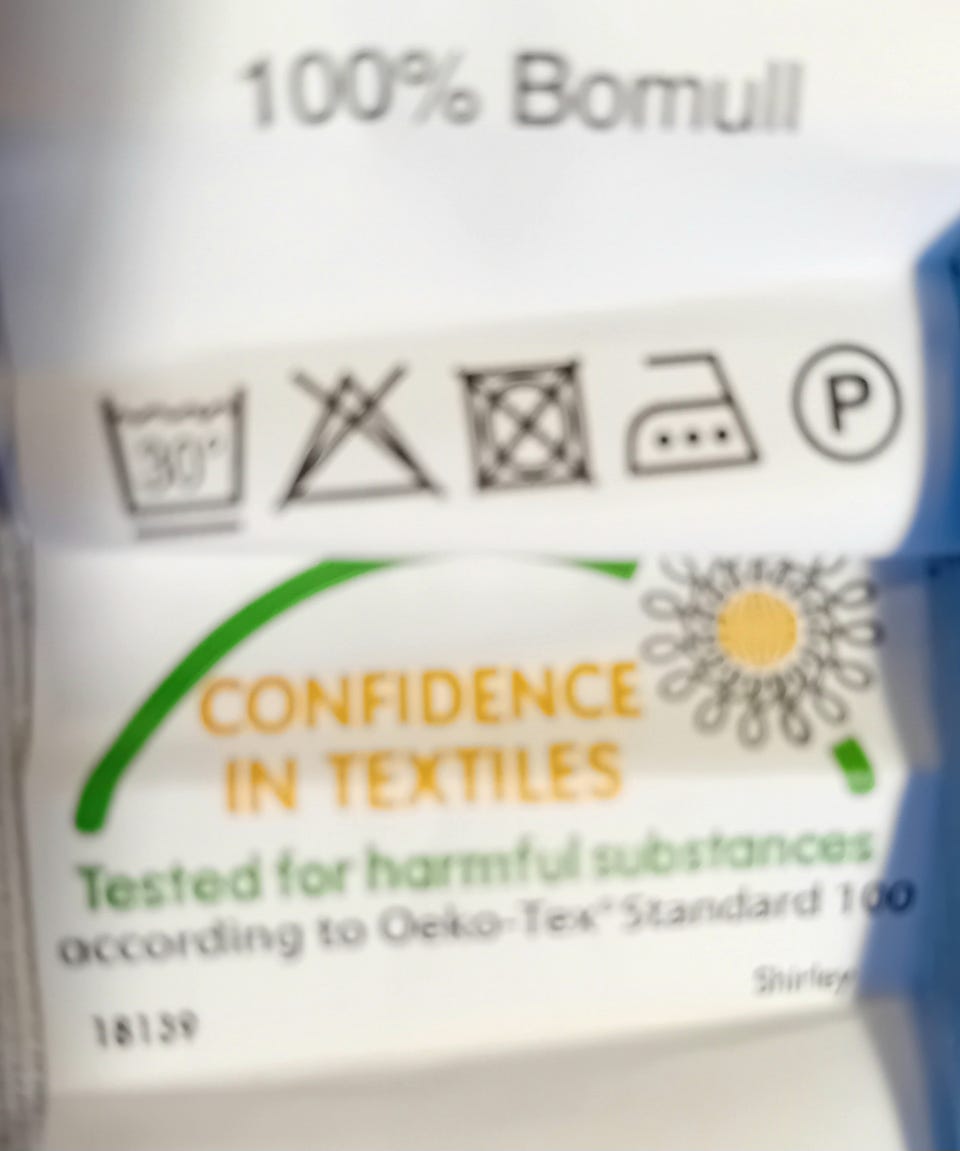 100% Bomull
30°
P
CONFIDENCE
IN TEXTILES
Tested for harmful substances
according to Oeko-Tex® Standard 100
Shirley
18139